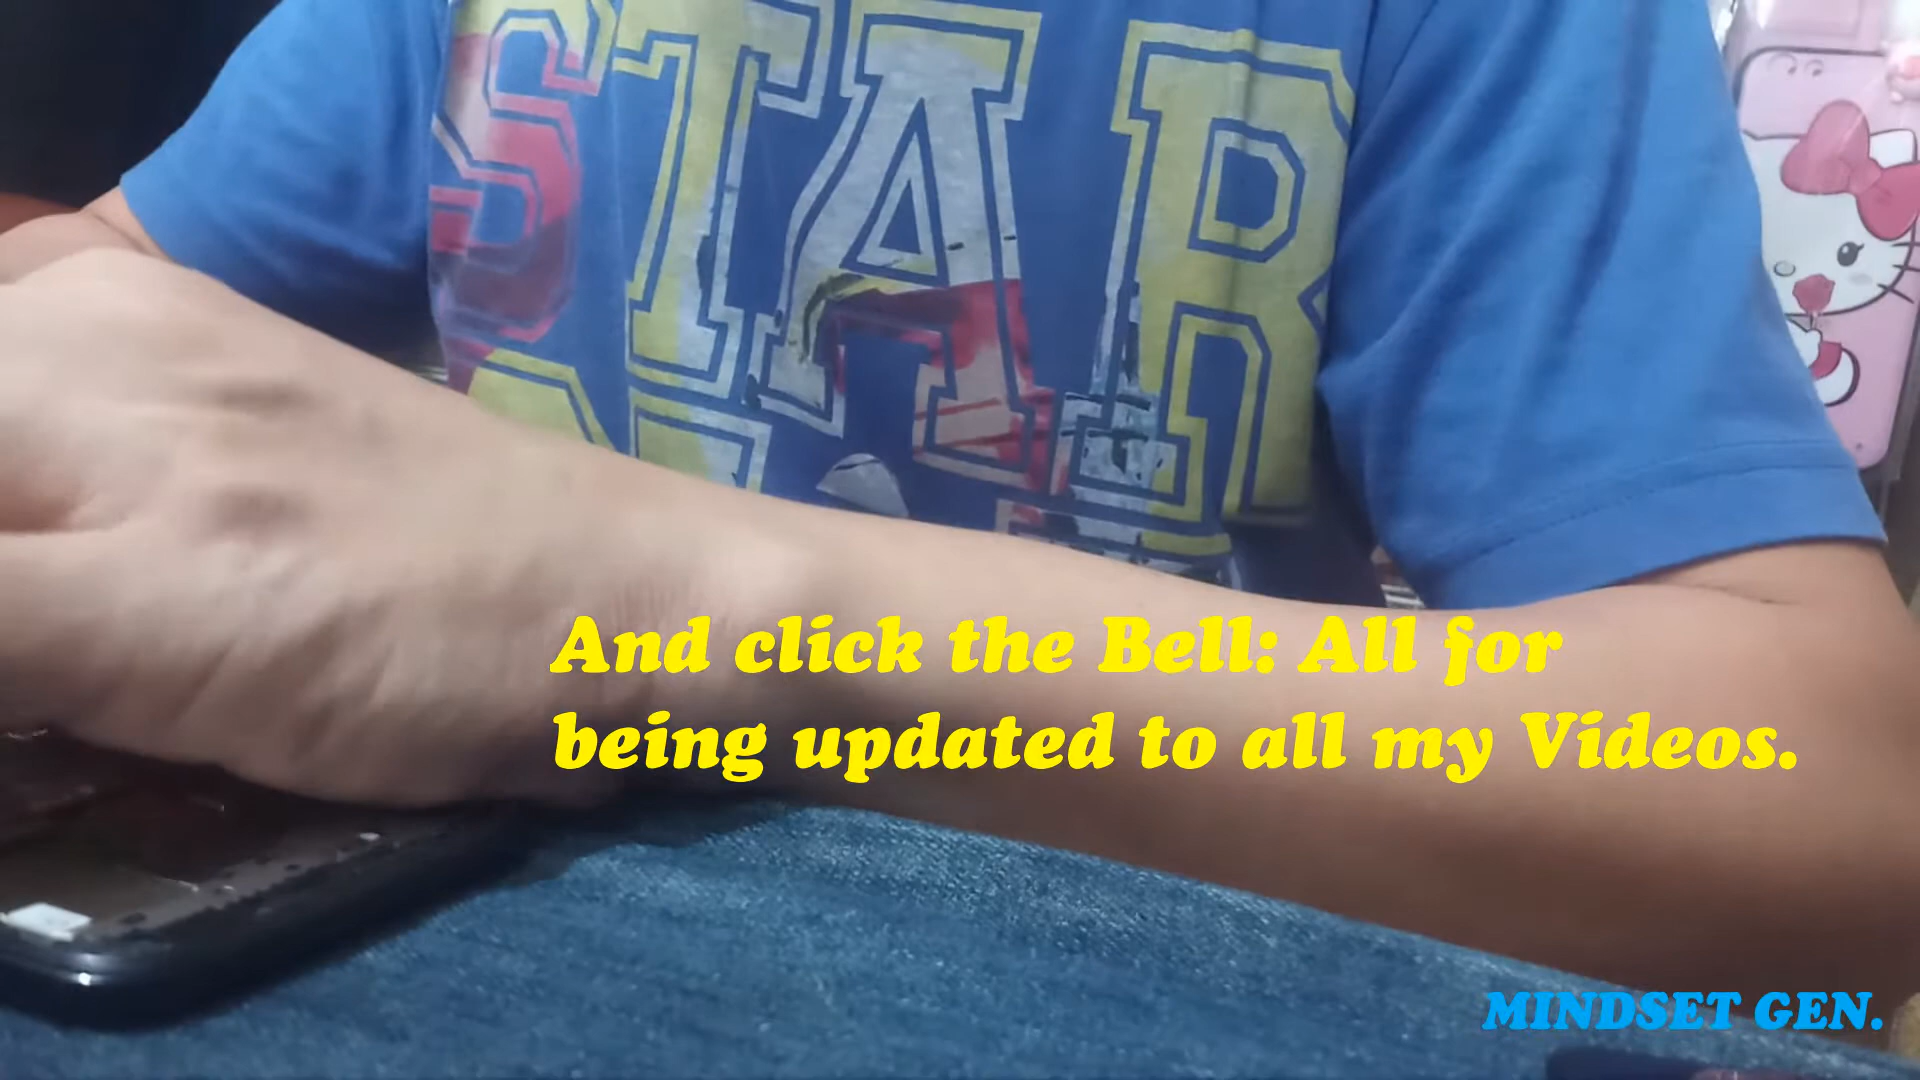 STAR
And click the Bell: All for
being updated to all my Videos.
MINDSET GEN.